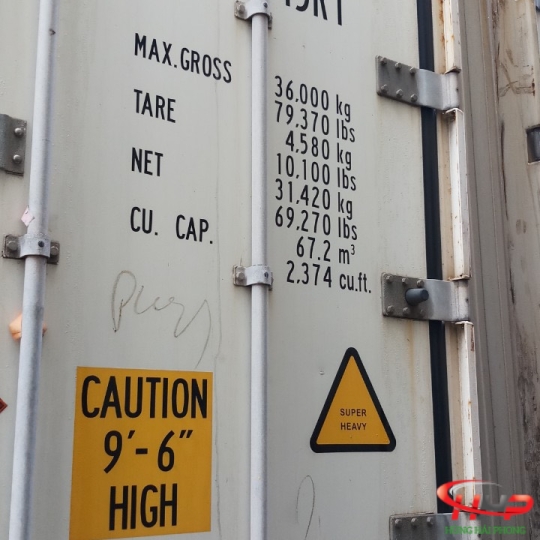 45R1
MAX.GROSS 36.000 kg
79,370 lbs
TARE 4,580 kg
10,100 lbs
NET 31,420 kg
69,270 lbs
CU. CAP. 67.2 m³
2,374 cu.ft.
CAUTION
9'-6"
HIGH
SUPER
HEAVY